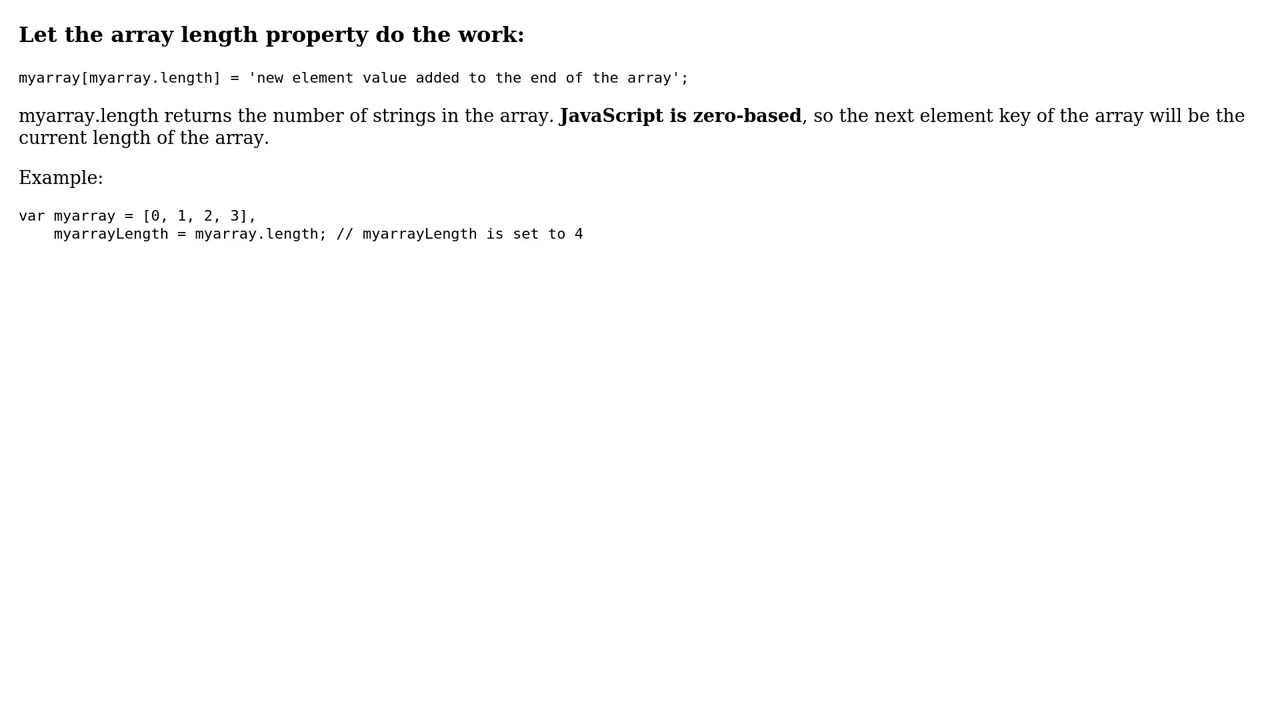 Let the array length property do the work:
myarray[myarray.length] = 'new element value added to the end of the array';
myarray.length returns the number of strings in the array. JavaScript is zero-based, so the next element key of the array will be the
current length of the array.
Example:
var myarray = [0, 1, 2, 3],
    myarrayLength = myarray.length; // myarrayLength is set to 4